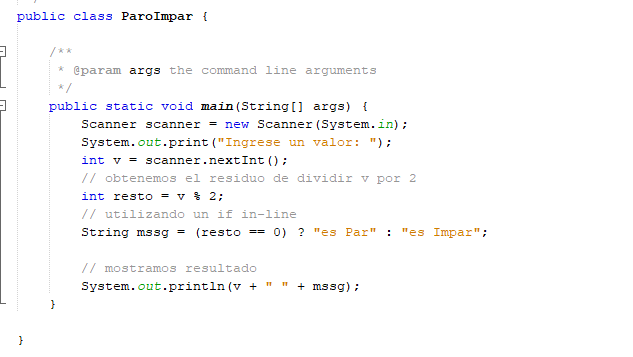 public class ParoImpar {
/**
* @param args the command line arguments
*/
public static void main(String[] args) {
Scanner scanner = new Scanner(System.in);
System.out.print("Ingrese un valor: ");
int v = scanner.nextInt();
// obtenemos el residuo de dividir v por 2
int resto = v % 2;
// utilizando un if in-line
String mssg = (resto == 0) ? "es Par" : "es Impar";
// mostramos resultado
System.out.println(v + " " + mssg);
}
}